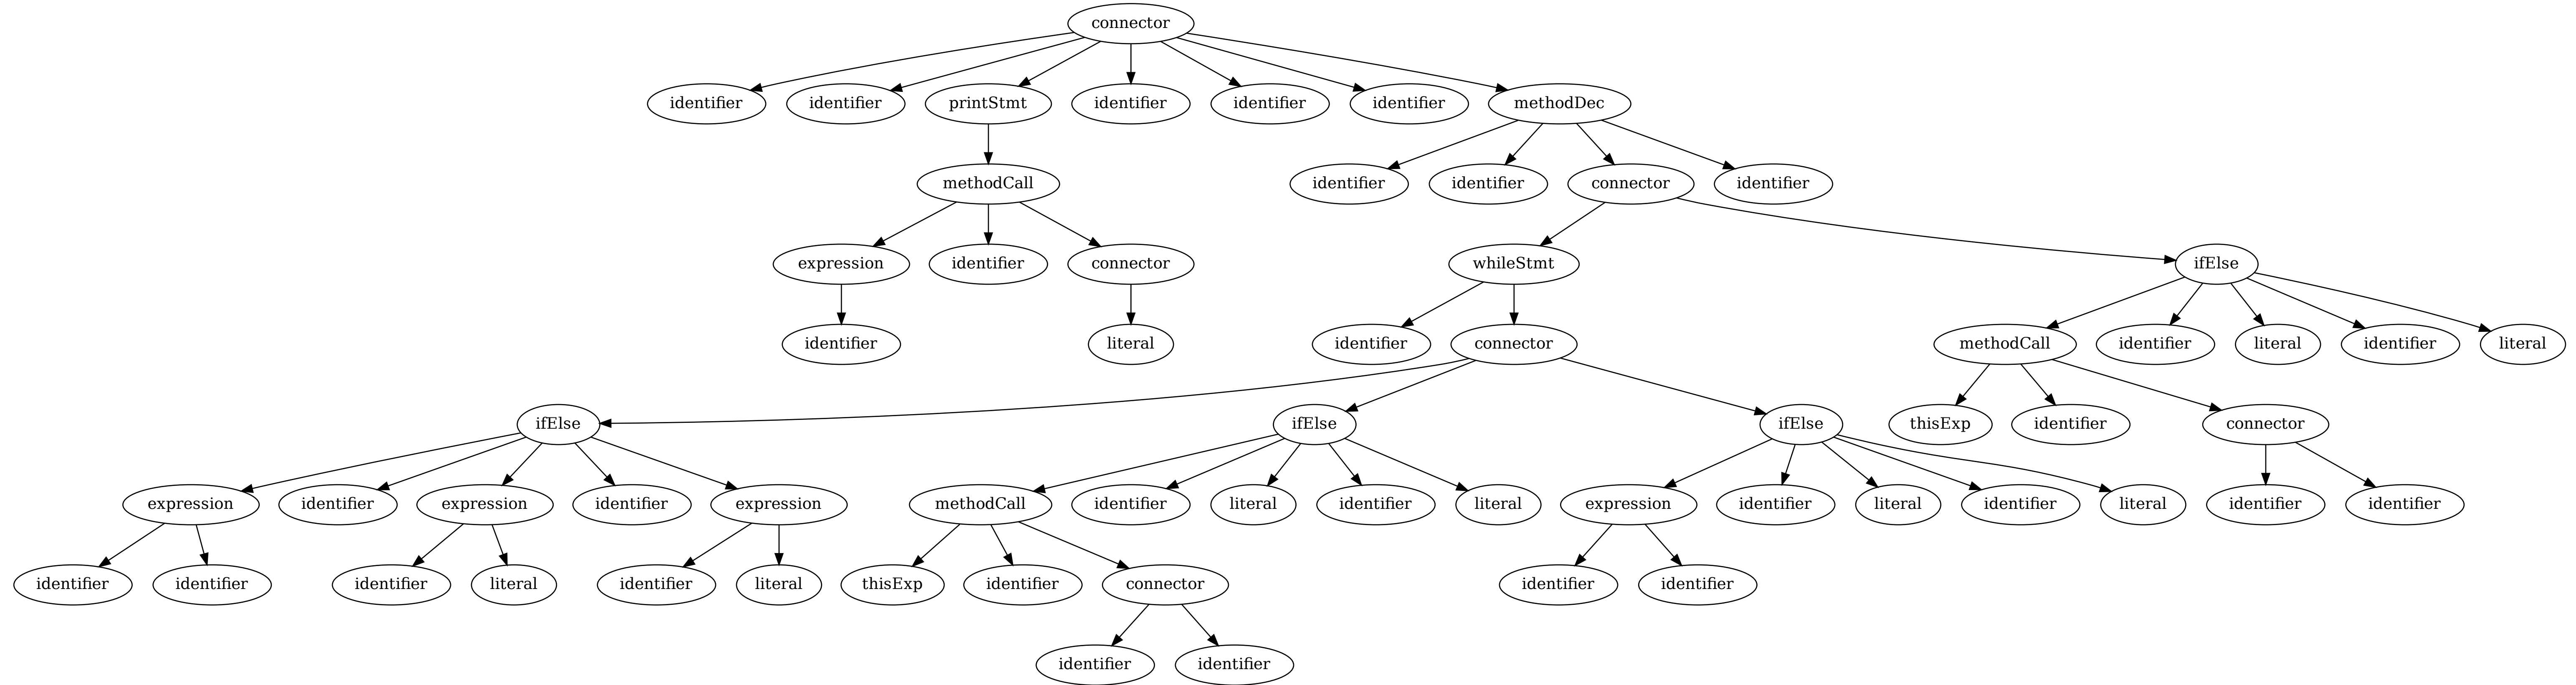 connector
identifier identifier printStmt identifier identifier identifier methodDec
methodCall identifier identifier connector identifier
expression identifier connector whileStmt ifElse
identifier literal identifier connector methodCall identifier literal identifier literal
ifElse ifElse ifElse thisExp identifier connector
expression identifier expression identifier expression methodCall identifier literal identifier literal expression identifier literal identifier literal identifier identifier
identifier identifier identifier literal identifier literal thisExp identifier connector identifier identifier
identifier identifier